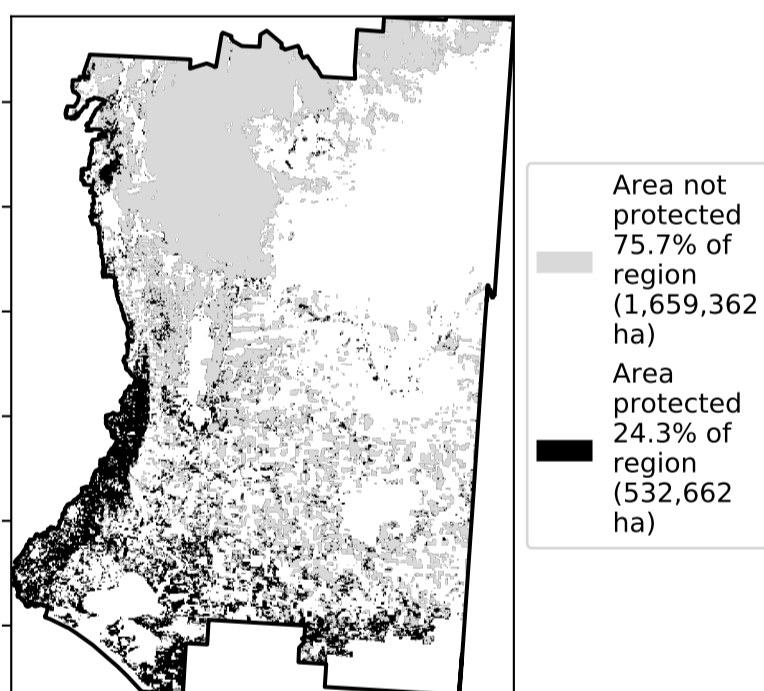 Area not
protected
75.7% of
region
(1,659,362
ha)
Area
protected
24.3% of
region
(532,662
ha)